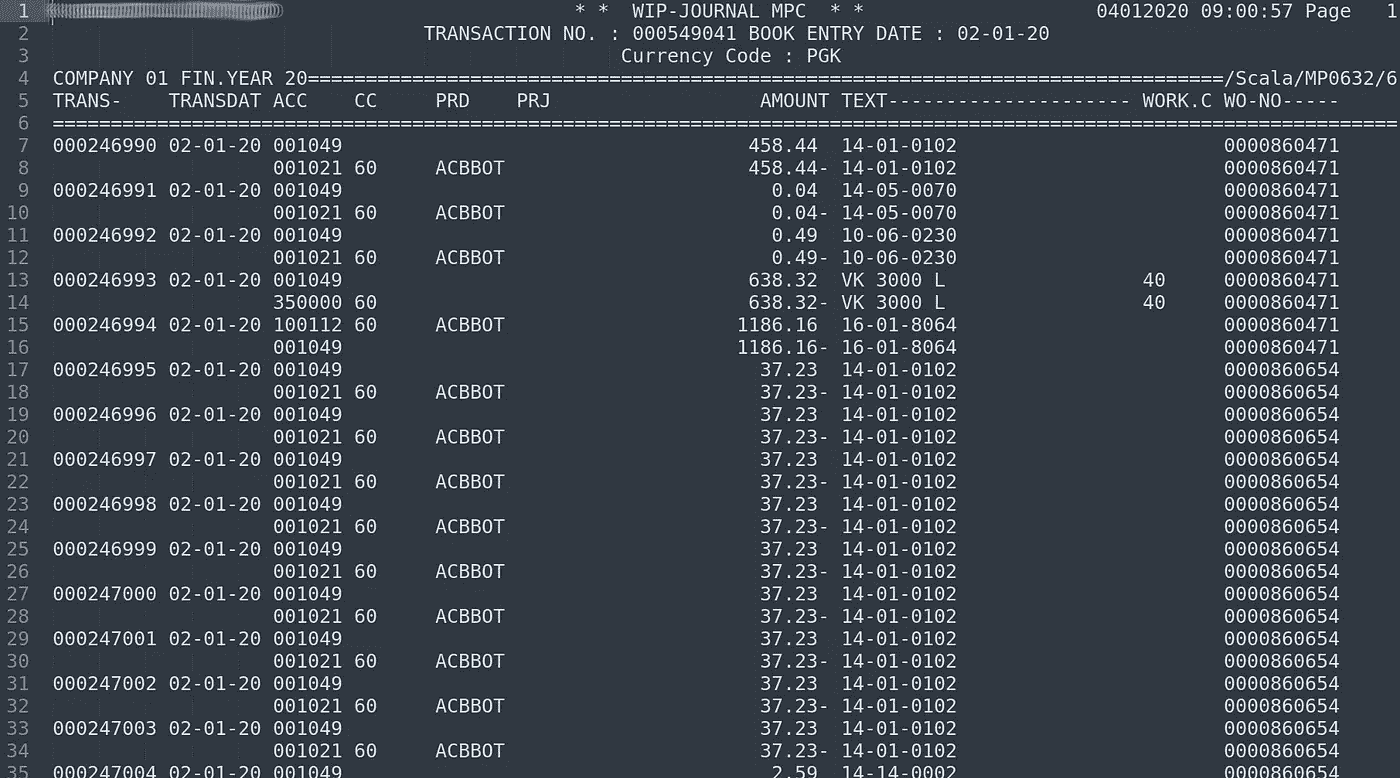 1 * * WIP-JOURNAL MPC * * 04012020 09:00:57 Page 1
2 TRANSACTION NO. : 000549041 BOOK ENTRY DATE : 02-01-20
3 Currency Code : PGK
4 COMPANY 01 FIN.YEAR 20===============================================================================/Scala/MP0632/6
5 TRANS- TRANSDAT ACC CC PRD PRJ AMOUNT TEXT--------------------- WORK.C WO-NO-----
6 ====================================================================================================================
7 000246990 02-01-20 001049 458.44 14-01-0102 0000860471
8 001021 60 ACBBOT 458.44- 14-01-0102 0000860471
9 000246991 02-01-20 001049 0.04 14-05-0070 0000860471
10 001021 60 ACBBOT 0.04- 14-05-0070 0000860471
11 000246992 02-01-20 001049 0.49 10-06-0230 0000860471
12 001021 60 ACBBOT 0.49- 10-06-0230 0000860471
13 000246993 02-01-20 001049 638.32 VK 3000 L 40 0000860471
14 350000 60 638.32- VK 3000 L 40 0000860471
15 000246994 02-01-20 100112 60 ACBBOT 1186.16 16-01-8064 0000860471
16 001049 1186.16- 16-01-8064 0000860471
17 000246995 02-01-20 001049 37.23 14-01-0102 0000860654
18 001021 60 ACBBOT 37.23- 14-01-0102 0000860654
19 000246996 02-01-20 001049 37.23 14-01-0102 0000860654
20 001021 60 ACBBOT 37.23- 14-01-0102 0000860654
21 000246997 02-01-20 001049 37.23 14-01-0102 0000860654
22 001021 60 ACBBOT 37.23- 14-01-0102 0000860654
23 000246998 02-01-20 001049 37.23 14-01-0102 0000860654
24 001021 60 ACBBOT 37.23- 14-01-0102 0000860654
25 000246999 02-01-20 001049 37.23 14-01-0102 0000860654
26 001021 60 ACBBOT 37.23- 14-01-0102 0000860654
27 000247000 02-01-20 001049 37.23 14-01-0102 0000860654
28 001021 60 ACBBOT 37.23- 14-01-0102 0000860654
29 000247001 02-01-20 001049 37.23 14-01-0102 0000860654
30 001021 60 ACBBOT 37.23- 14-01-0102 0000860654
31 000247002 02-01-20 001049 37.23 14-01-0102 0000860654
32 001021 60 ACBBOT 37.23- 14-01-0102 0000860654
33 000247003 02-01-20 001049 37.23 14-01-0102 0000860654
34 001021 60 ACBBOT 37.23- 14-01-0102 0000860654
35 000247004 02-01-20 001049 2.59 14-14-0002 0000860654